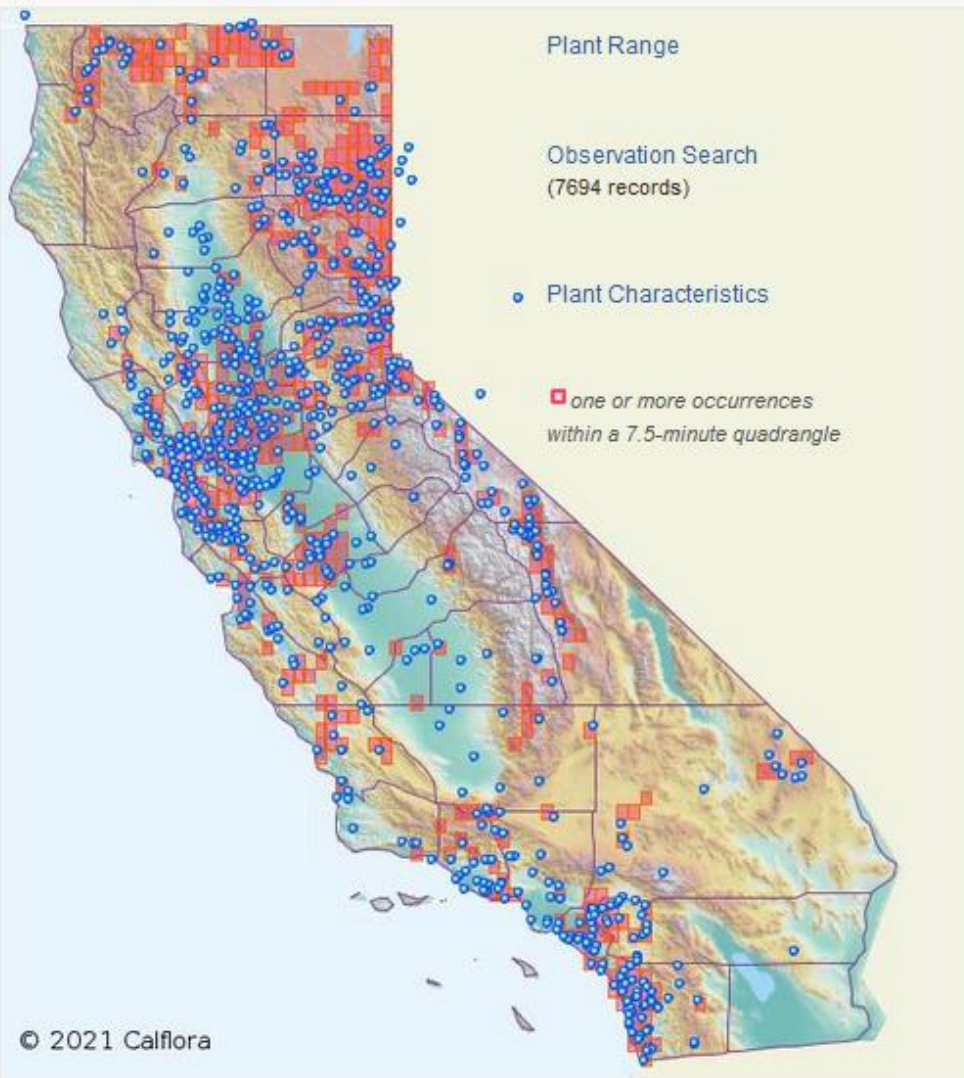 Plant Range
Observation Search
(7694 records)
Plant Characteristics
one or more occurrences
within a 7.5-minute quadrangle
© 2021 Calflora